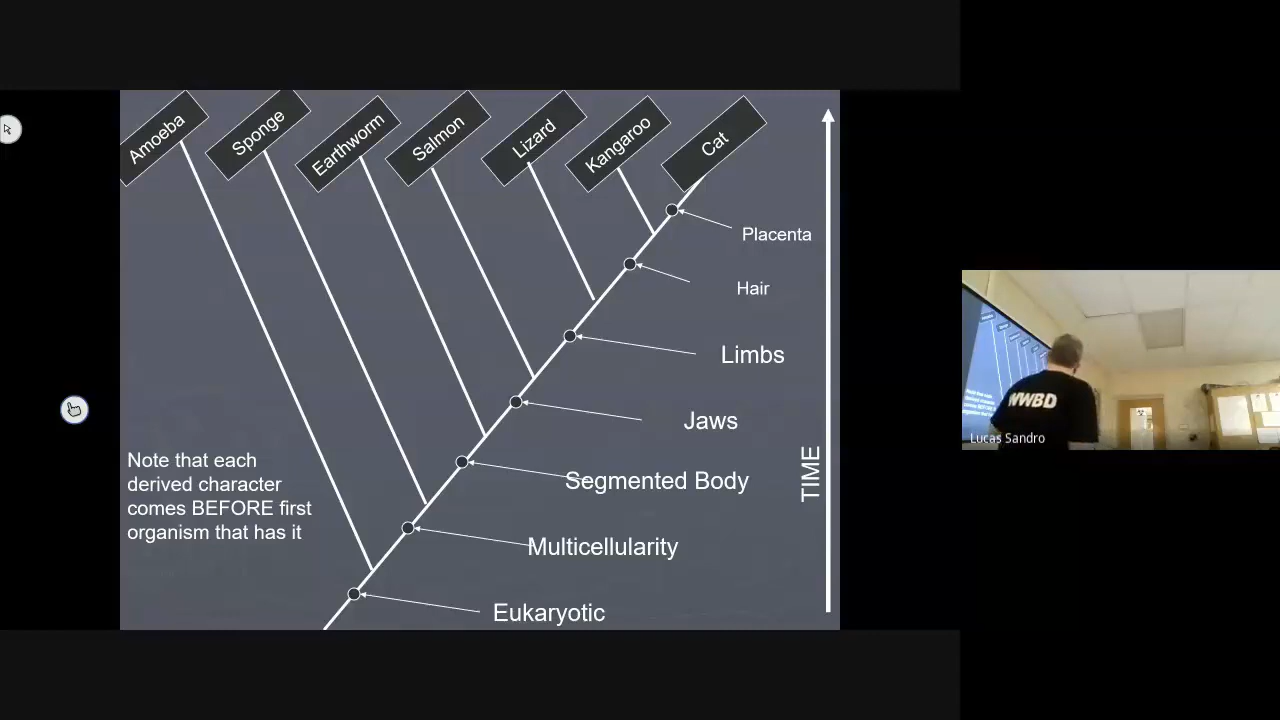 Amoeba
Sponge
Earthworm
Salmon
Lizard
Kangaroo
Cat
Placenta
Hair
Limbs
Jaws
Segmented Body
Multicellularity
Eukaryotic
TIME
Note that each
derived character
comes BEFORE first
organism that has it
WWBD
Lucas Sandro